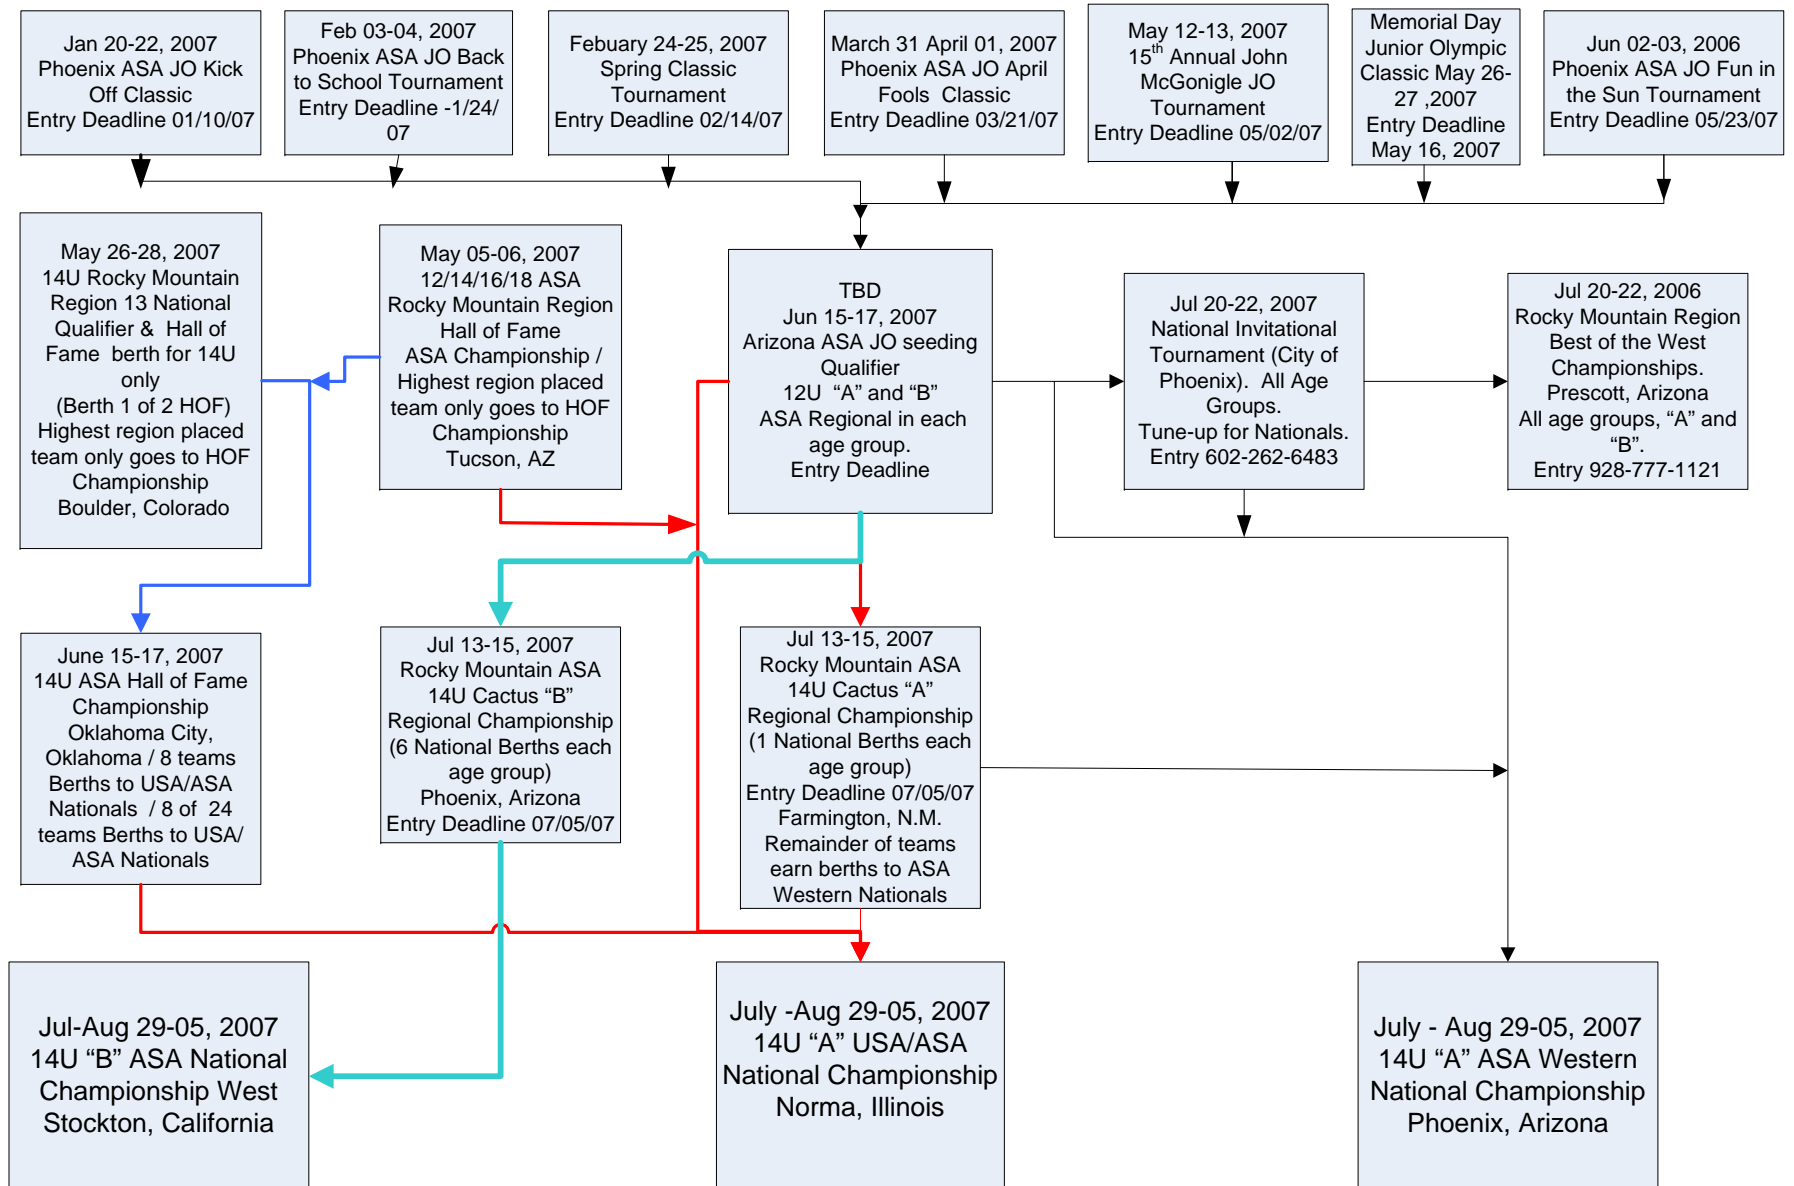 Jan 20-22, 2007
Phoenix ASA JO Kick
Off Classic
Entry Deadline 01/10/07
Feb 03-04, 2007
Phoenix ASA JO Back
to School Tournament
Entry Deadline -1/24/
07
Febuary 24-25, 2007
Spring Classic
Tournament
Entry Deadline 02/14/07
March 31 April 01, 2007
Phoenix ASA JO April
Fools  Classic
Entry Deadline 03/21/07
May 12-13, 2007
15th Annual John
McGonigle JO
Tournament
Entry Deadline 05/02/07
Memorial Day
Junior Olympic
Classic May 26-
27 ,2007
Entry Deadline
May 16, 2007
Jun 02-03, 2006
Phoenix ASA JO Fun in
the Sun Tournament
Entry Deadline 05/23/07
May 26-28, 2007
14U Rocky Mountain
Region 13 National
Qualifier &  Hall of
Fame  berth for 14U
only
(Berth 1 of 2 HOF)
Highest region placed
team only goes to HOF
Championship
Boulder, Colorado
May 05-06, 2007
12/14/16/18 ASA
Rocky Mountain Region
Hall of Fame
ASA Championship /
Highest region placed
team only goes to HOF
Championship
Tucson, AZ
TBD
Jun 15-17, 2007
Arizona ASA JO seeding
Qualifier
12U  “A” and “B”
ASA Regional in each
age group.
Entry Deadline
Jul 20-22, 2007
National Invitational
Tournament (City of
Phoenix).  All Age
Groups.
Tune-up for Nationals.
Entry 602-262-6483
Jul 20-22, 2006
Rocky Mountain Region
Best of the West
Championships.
Prescott, Arizona
All age groups, “A” and
“B”.
Entry 928-777-1121
June 15-17, 2007
14U ASA Hall of Fame
Championship
Oklahoma City,
Oklahoma / 8 teams
Berths to USA/ASA
Nationals  / 8 of  24
teams Berths to USA/
ASA Nationals
Jul 13-15, 2007
Rocky Mountain ASA
14U Cactus “B”
Regional Championship
(6 National Berths each
age group)
Phoenix, Arizona
Entry Deadline 07/05/07
Jul 13-15, 2007
Rocky Mountain ASA
14U Cactus “A”
Regional Championship
(1 National Berths each
age group)
Entry Deadline 07/05/07
Farmington, N.M.
Remainder of teams
earn berths to ASA
Western Nationals
Jul-Aug 29-05, 2007
14U “B” ASA National
Championship West
Stockton, California
July -Aug 29-05, 2007
14U “A” USA/ASA
National Championship
Norma, Illinois
July - Aug 29-05, 2007
14U “A” ASA Western
National Championship
Phoenix, Arizona